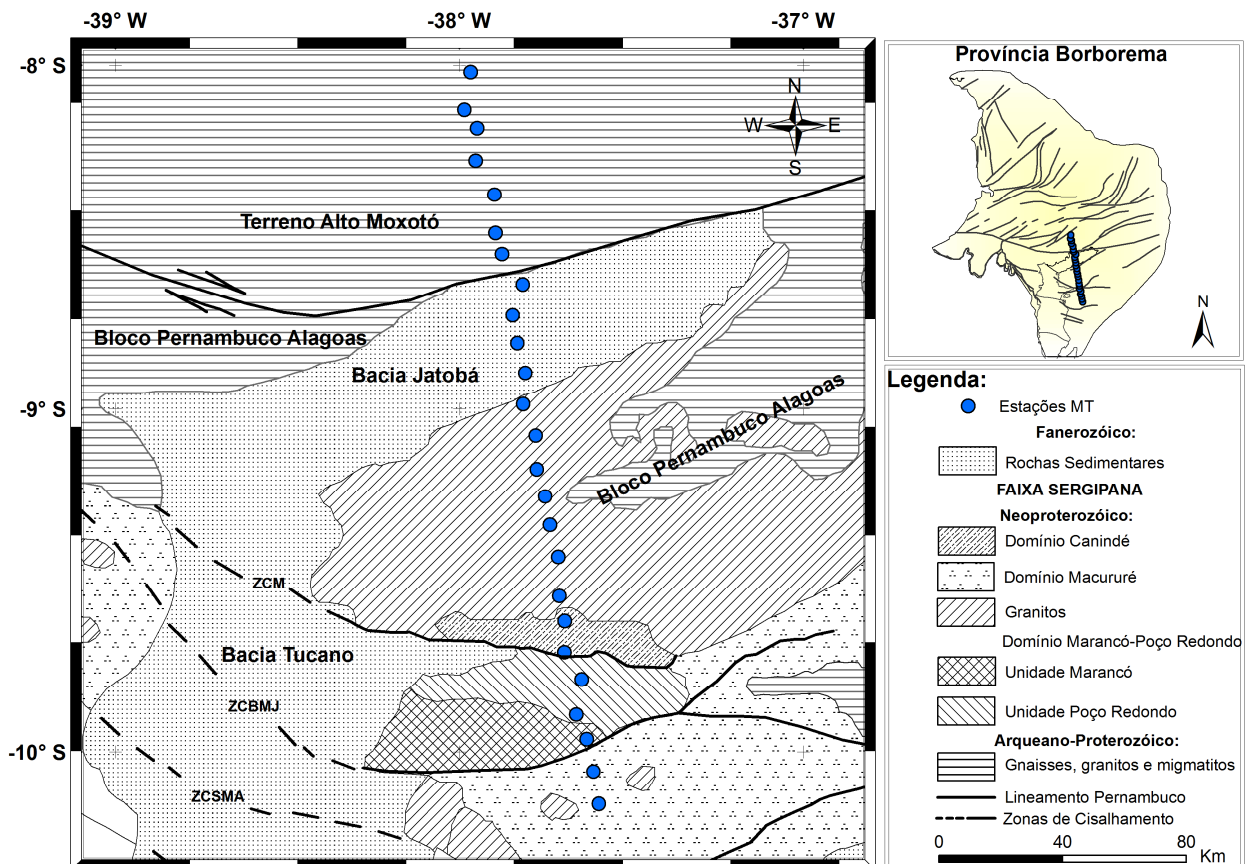 -39° W
-38° W
-37° W
-8° S
-9° S
-10° S
N
W
E
S
Terreno Alto Moxotó
Bloco Pernambuco Alagoas
Bacia Jatobá
Bloco Pernambuco Alagoas
ZCM
Bacia Tucano
ZCBMJ
ZCSMA
Província Borborema
N
Legenda:
Estações MT
Fanerozóico:
Rochas Sedimentares
FAIXA SERGIPANA
Neoproterozóico:
Domínio Canindé
Domínio Macururé
Granitos
Domínio Marancó-Poço Redondo
Unidade Marancó
Unidade Poço Redondo
Arqueano-Proterozóico:
Gnaisses, granitos e migmatitos
Lineamento Pernambuco
Zonas de Cisalhamento
0 40 80
Km